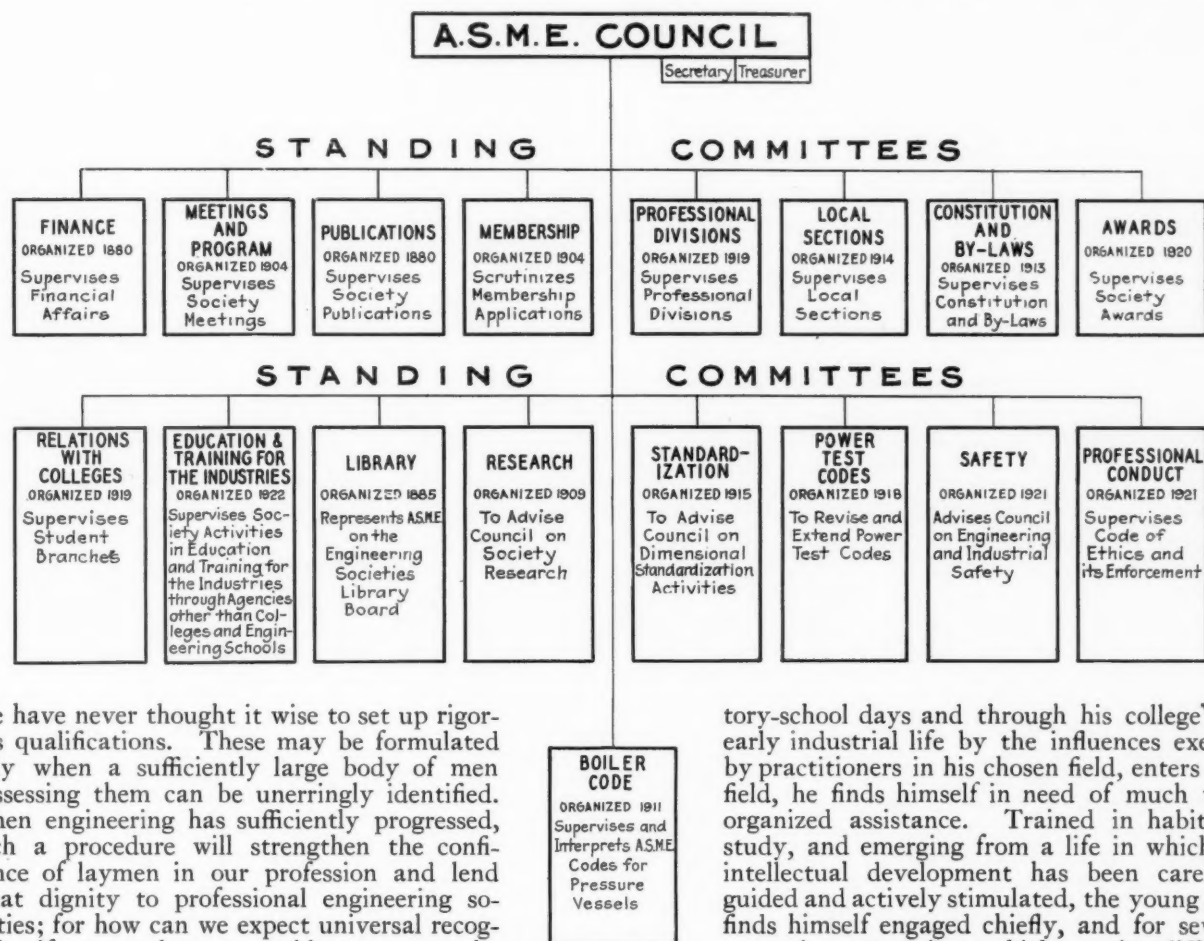 A.S.M.E. COUNCIL
Secretary Treasurer
STANDING COMMITTEES
FINANCE
ORGANIZED 1880
Supervises
Financial
Affairs
MEETINGS
AND
PROGRAM
ORGANIZED 1904
Supervises
Society
Meetings
PUBLICATIONS
ORGANIZED 1880
Supervises
Society
Publications
MEMBERSHIP
ORGANIZED 1904
Scrutinizes
Membership
Applications
PROFESSIONAL
DIVISIONS
ORGANIZED 1919
Supervises
Professional
Divisions
LOCAL
SECTIONS
ORGANIZED 1914
Supervises
Local
Sections
CONSTITUTION
AND
BY-LAWS
ORGANIZED 1913
Supervises
Constitution
and By-Laws
AWARDS
ORGANIZED 1920
Supervises
Society
Awards
STANDING COMMITTEES
RELATIONS
WITH
COLLEGES
ORGANIZED 1919
Supervises
Student
Branches
EDUCATION &
TRAINING FOR
THE INDUSTRIES
ORGANIZED 1922
Supervises Soc-
iety Activities
in Education
and Training for
the Industries
through Agencies
other than Col-
leges and Engin-
eering Schools
LIBRARY
ORGANIZED 1885
Represents A.S.M.E.
on the
Engineering
Societies
Library
Board
RESEARCH
ORGANIZED 1909
To Advise
Council on
Society
Research
STANDARD-
IZATION
ORGANIZED 1915
To Advise
Council on
Dimensional
Standardization
Activities
POWER
TEST
CODES
ORGANIZED 1918
To Revise and
Extend Power
Test Codes
SAFETY
ORGANIZED 1921
Advises Council
on Engineering
and Industrial
Safety
PROFESSIONAL
CONDUCT
ORGANIZED 1921
Supervises
Code of
Ethics and
its Enforcement
BOILER
CODE
ORGANIZED 1911
Supervises and
Interprets A.S.M.E.
Codes for
Pressure
Vessels
e have never thought it wise to set up rigor-
s qualifications. These may be formulated
y when a sufficiently large body of men
ssessing them can be unerringly identified.
hen engineering has sufficiently progressed,
ch a procedure will strengthen the confi-
nce of laymen in our profession and lend
at dignity to professional engineering so-
ties; for how can we expect universal recog-
tory-school days and through his college
early industrial life by the influences exe
by practitioners in his chosen field, enters
field, he finds himself in need of much
organized assistance. Trained in habit
study, and emerging from a life in which
intellectual development has been care
guided and actively stimulated, the young
finds himself engaged chiefly, and for so